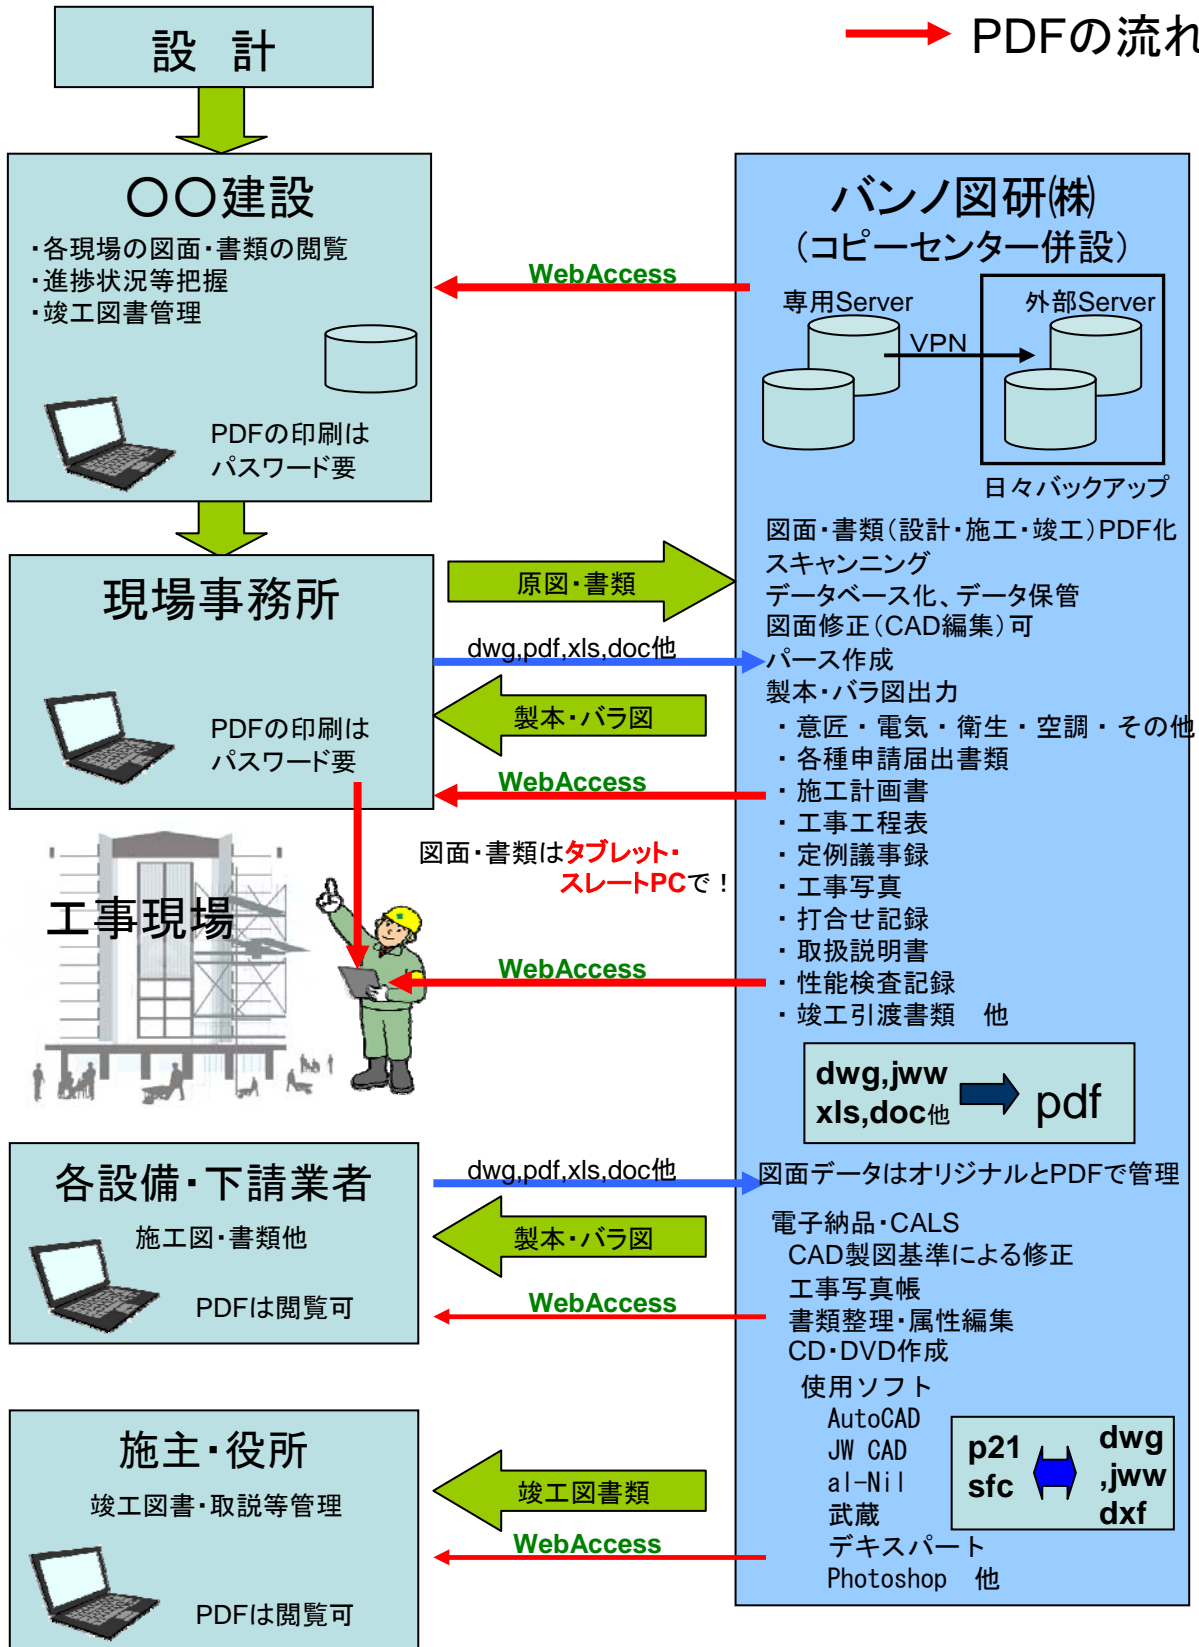 設 計
PDFの流れ
〇〇建設
・各現場の図面・書類の閲覧
・進捗状況等把握
・竣工図書管理
PDFの印刷は
パスワード要
WebAccess
バンノ図研㈱
（コピーセンター併設）
専用Server
外部Server
VPN
日々バックアップ
図面・書類（設計・施工・竣工）PDF化
スキャンニング
データベース化、データ保管
図面修正（CAD編集）可
パース作成
製本・バラ図出力
・意匠・電気・衛生・空調・その他
・各種申請届出書類
・施工計画書
・工事工程表
・定例議事録
・工事写真
・打合せ記録
・取扱説明書
・性能検査記録
・竣工引渡書類　他
dwg,jww
xls,doc他
pdf
図面データはオリジナルとPDFで管理
電子納品・CALS
CAD製図基準による修正
工事写真帳
書類整理・属性編集
CD・DVD作成
使用ソフト
AutoCAD
JW CAD
al-Nil
武蔵
デキスパート
Photoshop　他
p21
sfc
dwg
,jww
dxf
現場事務所
PDFの印刷は
パスワード要
原図・書類
dwg,pdf,xls,doc他
製本・バラ図
WebAccess
図面・書類はタブレット・
スレートPCで！
工事現場
WebAccess
各設備・下請業者
施工図・書類他
PDFは閲覧可
dwg,pdf,xls,doc他
製本・バラ図
WebAccess
施主・役所
竣工図書・取説等管理
PDFは閲覧可
竣工図書類
WebAccess